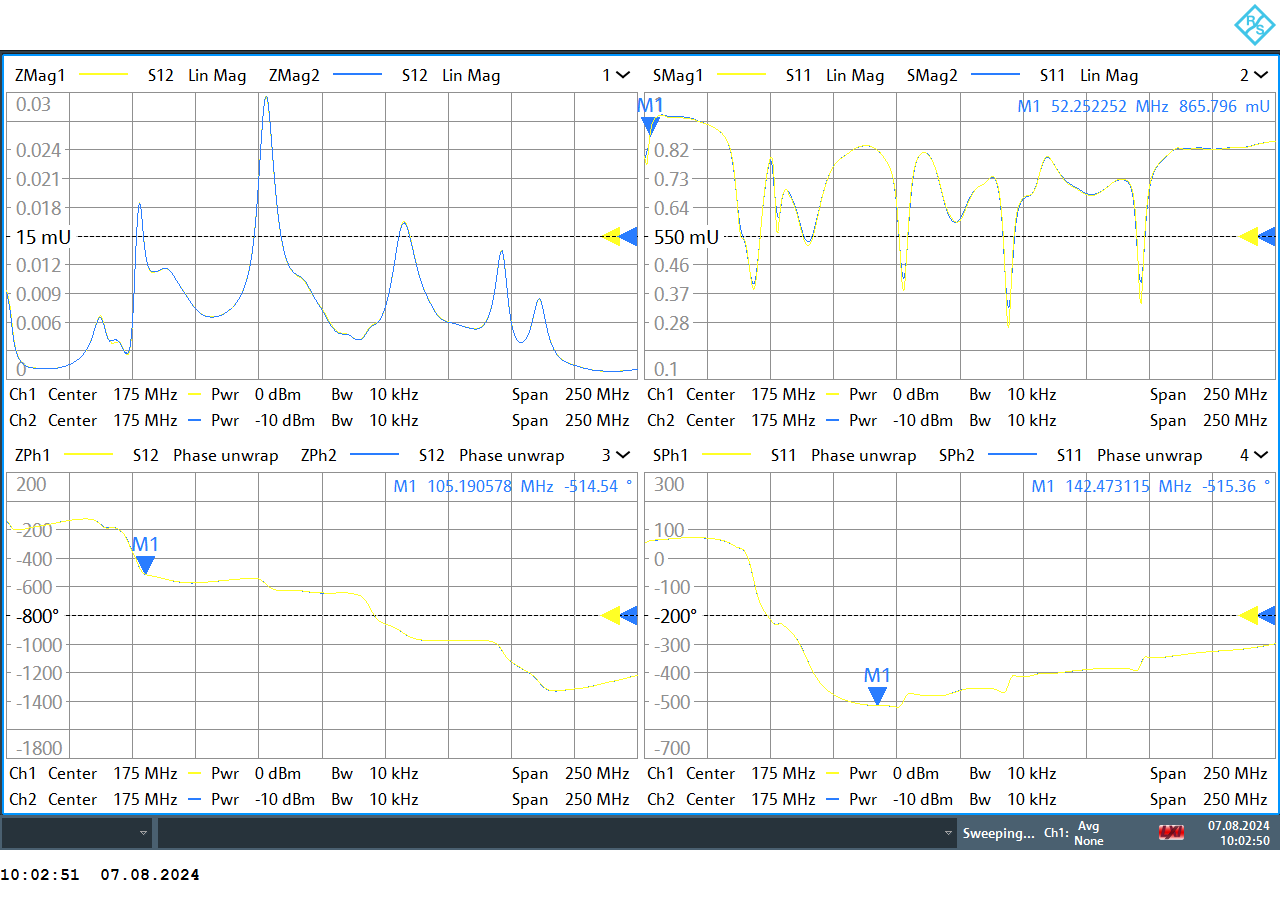 R S
ZMag1 S12 Lin Mag ZMag2 S12 Lin Mag 1
0.03
0.024
0.021
0.018
15 mU
0.012
0.009
0.006
0
Ch1 Center 175 MHz Pwr 0 dBm Bw 10 kHz Span 250 MHz
Ch2 Center 175 MHz Pwr -10 dBm Bw 10 kHz Span 250 MHz
SMag1 S11 Lin Mag SMag2 S11 Lin Mag 2
M1
M1 52.252252 MHz 865.796 mU
0.82
0.73
0.64
550 mU
0.46
0.37
0.28
0.1
Ch1 Center 175 MHz Pwr 0 dBm Bw 10 kHz Span 250 MHz
Ch2 Center 175 MHz Pwr -10 dBm Bw 10 kHz Span 250 MHz
ZPh1 S12 Phase unwrap ZPh2 S12 Phase unwrap 3
200
M1 105.190578 MHz -514.54 °
-200
M1
-400
-600
-800°
-1000
-1200
-1400
-1800
Ch1 Center 175 MHz Pwr 0 dBm Bw 10 kHz Span 250 MHz
Ch2 Center 175 MHz Pwr -10 dBm Bw 10 kHz Span 250 MHz
SPh1 S11 Phase unwrap SPh2 S11 Phase unwrap 4
300
M1 142.473115 MHz -515.36 °
100
0
-100
-200°
-300
M1
-400
-500
-700
Ch1 Center 175 MHz Pwr 0 dBm Bw 10 kHz Span 250 MHz
Ch2 Center 175 MHz Pwr -10 dBm Bw 10 kHz Span 250 MHz
Sweeping... Ch1: Avg None
LXI
07.08.2024
10:02:50
10:02:51 07.08.2024